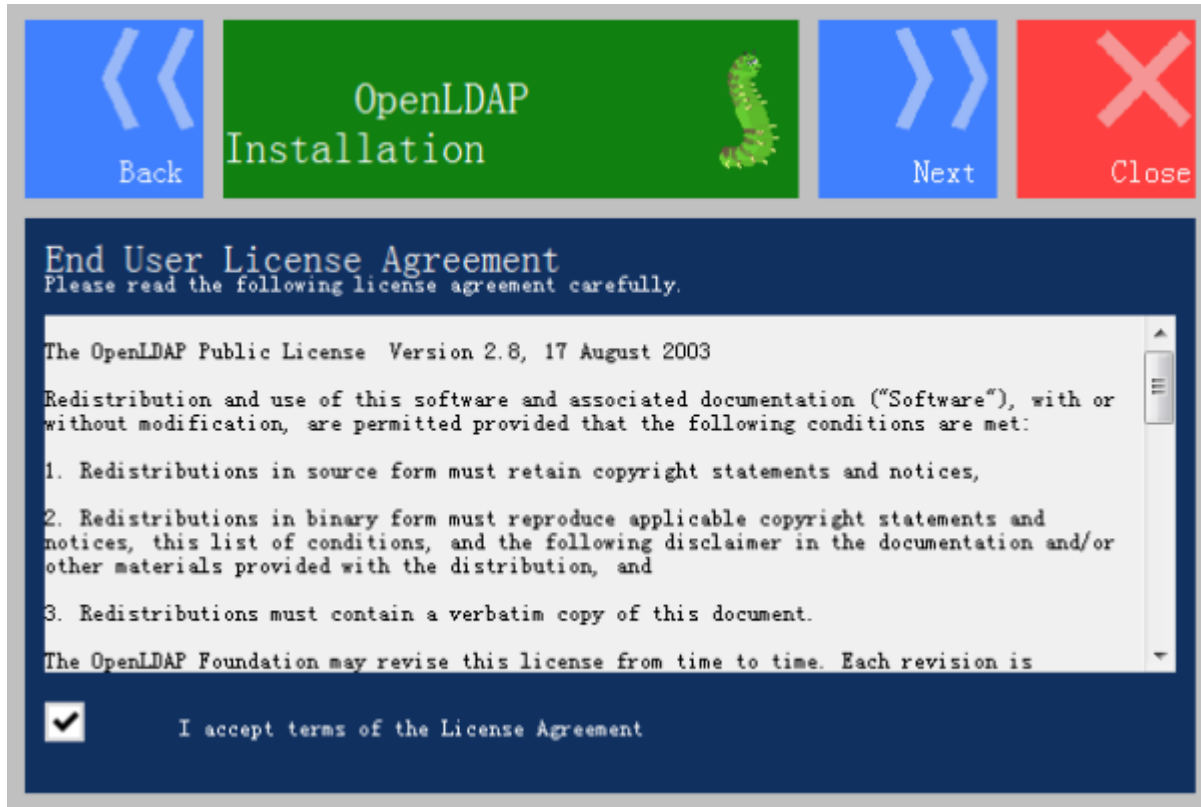 Back
OpenLDAP
Installation
Next
Close
End User License Agreement
Please read the following license agreement carefully.
The OpenLDAP Public License  Version 2.8, 17 August 2003
Redistribution and use of this software and associated documentation ("Software"), with or
without modification, are permitted provided that the following conditions are met:
1. Redistributions in source form must retain copyright statements and notices,
2. Redistributions in binary form must reproduce applicable copyright statements and
notices, this list of conditions, and the following disclaimer in the documentation and/or
other materials provided with the distribution, and
3. Redistributions must contain a verbatim copy of this document.
The OpenLDAP Foundation may revise this license from time to time. Each revision is
I accept terms of the License Agreement